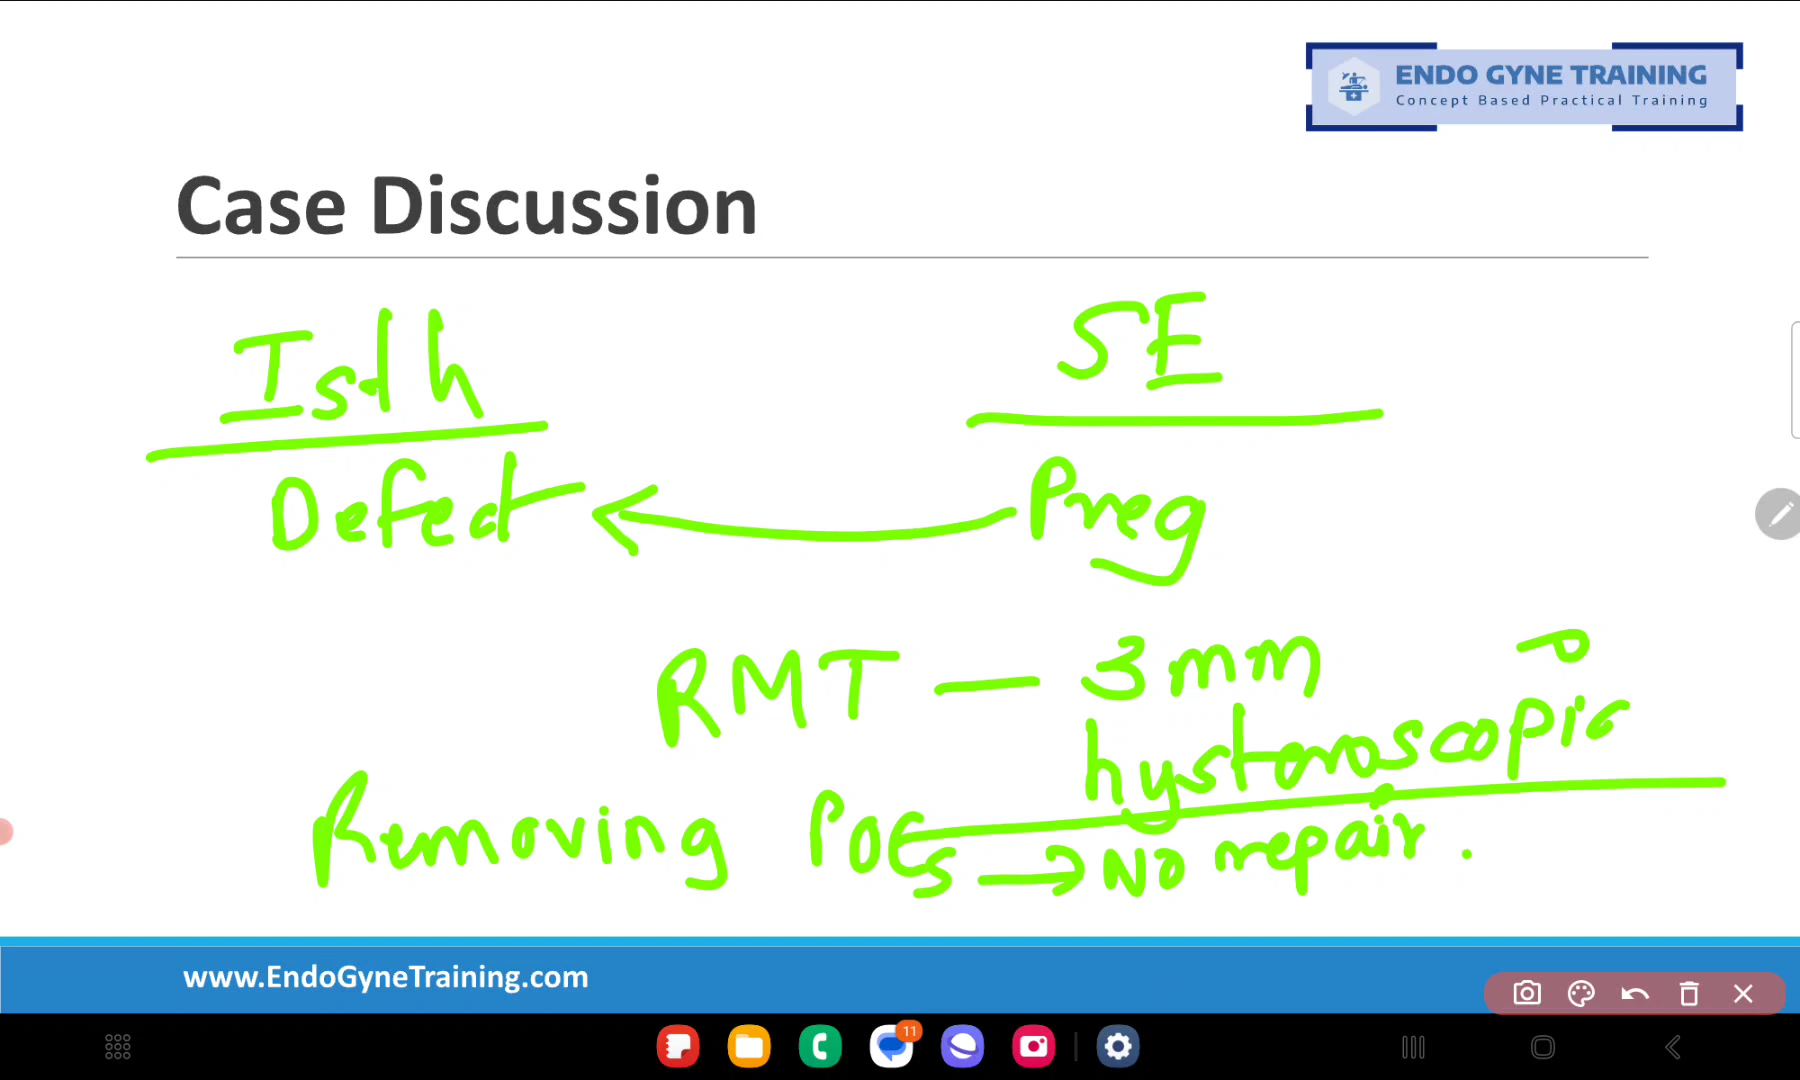 ENDO GYNE TRAINING
Concept Based Practical Training
Case Discussion
Isth
SE
Defect
Preg
RMT — 3mm
hysteroscopic
Removing POCs → No repair.
www.EndoGyneTraining.com
11